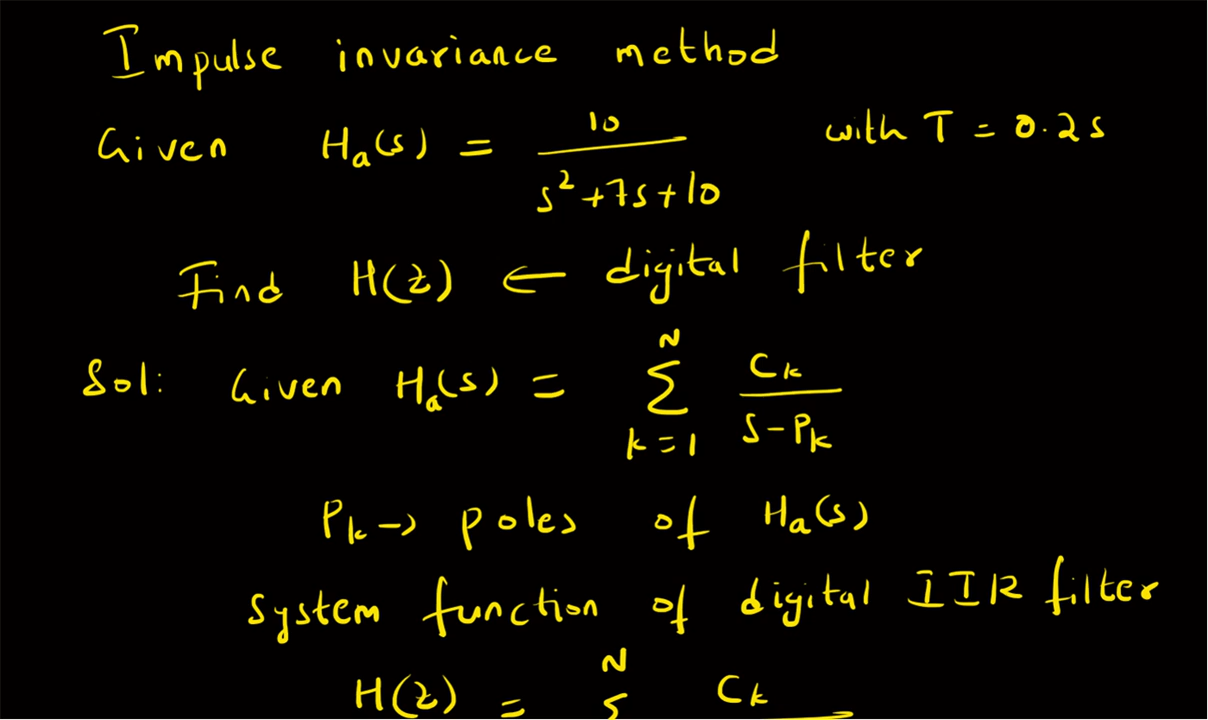 Impulse invariance method
Given Ha(s) = 10 / (s² + 7s + 10) with T = 0.2s
Find H(z) ← digital filter
Sol: Given Ha(s) = N Σ k=1 Ck / (s - Pk)
Pk → poles of Ha(s)
System function of digital IIR filter
H(z) = N Σ Ck